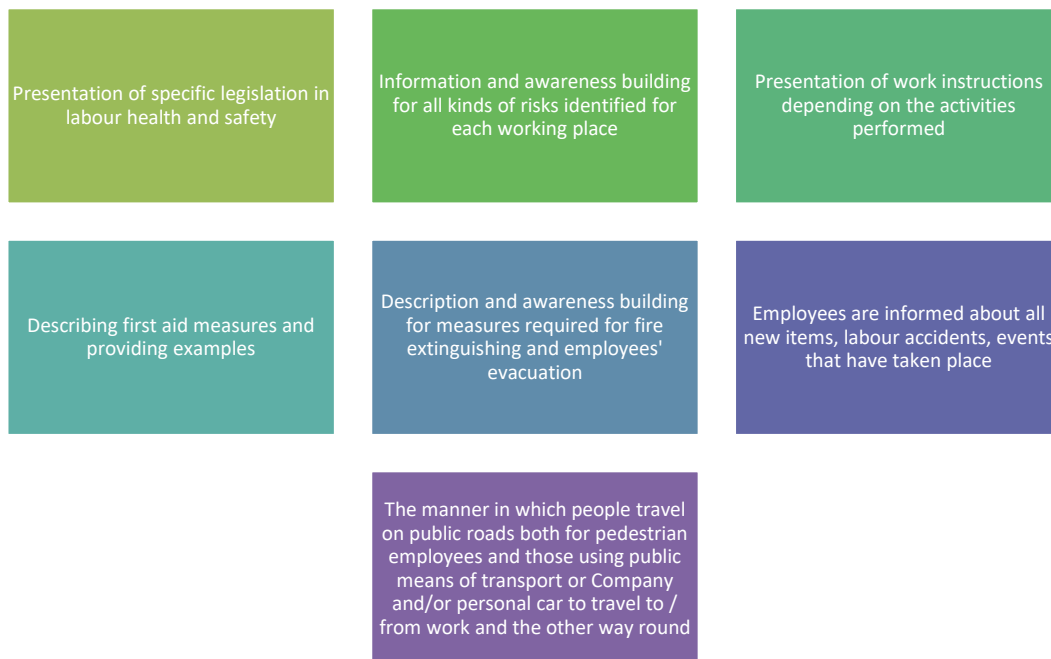 Presentation of specific legislation in
labour health and safety
Information and awareness building
for all kinds of risks identified for
each working place
Presentation of work instructions
depending on the activities
performed
Describing first aid measures and
providing examples
Description and awareness building
for measures required for fire
extinguishing and employees'
evacuation
Employees are informed about all
new items, labour accidents, events
that have taken place
The manner in which people travel
on public roads both for pedestrian
employees and those using public
means of transport or Company
and/or personal car to travel to /
from work and the other way round